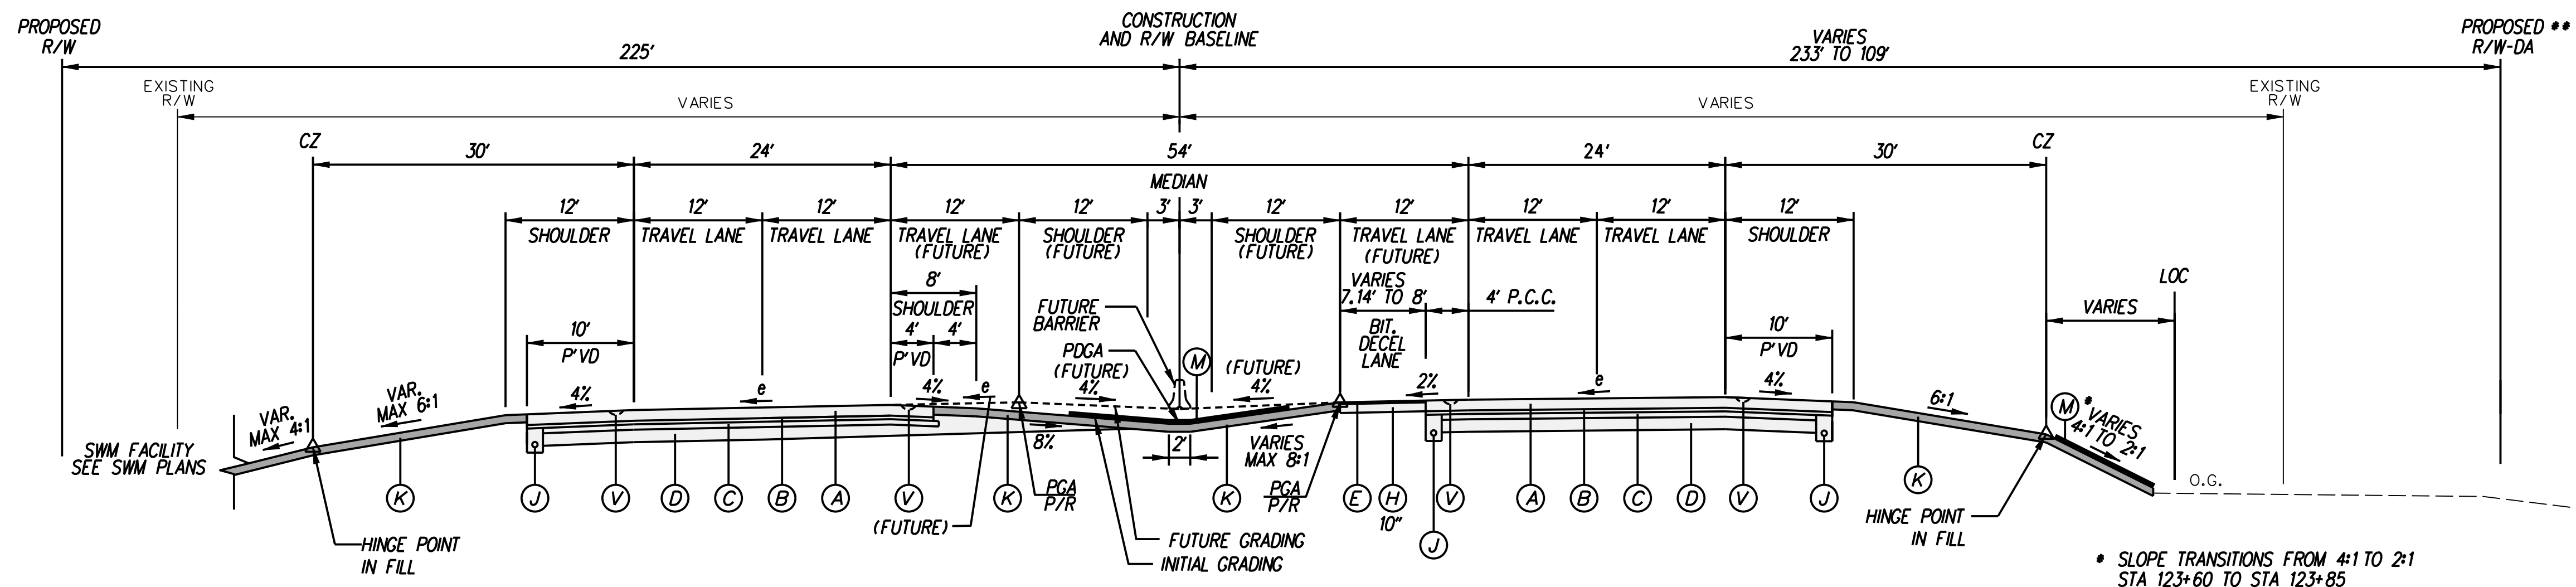 PROPOSED
R/W
CONSTRUCTION
AND R/W BASELINE
PROPOSED **
R/W-DA
225'
VARIES
233' TO 109'
EXISTING
R/W
VARIES
VARIES
EXISTING
R/W
CZ
30'
24'
54'
24'
30'
CZ
MEDIAN
12'
12'
12'
12'
12'
3'
3'
12'
12'
12'
12'
12'
SHOULDER
TRAVEL LANE
TRAVEL LANE
TRAVEL LANE
(FUTURE)
SHOULDER
(FUTURE)
SHOULDER
(FUTURE)
TRAVEL LANE
(FUTURE)
TRAVEL LANE
TRAVEL LANE
SHOULDER
LOC
8'
SHOULDER
4'
4'
P'VD
FUTURE
BARRIER
VARIES
7.14' TO 8'
4' P.C.C.
VARIES
10'
P'VD
PDGA
(FUTURE)
M
(FUTURE)
BIT.
DECEL
LANE
10'
P'VD
VAR.
MAX 4:1
VAR.
MAX 6:1
4%
e
4%
e
4%
4%
2%
e
4%
6:1
M
* VARIES
4:1 TO 2:1
SWM FACILITY
SEE SWM PLANS
8%
2'
VARIES
MAX 8:1
O.G.
K
J
V
D
C
B
A
V
K
PGA
P/R
K
PGA
P/R
E
H
10"
V
A
B
C
D
V
J
K
J
(FUTURE)
HINGE POINT
IN FILL
FUTURE GRADING
INITIAL GRADING
HINGE POINT
IN FILL
* SLOPE TRANSITIONS FROM 4:1 TO 2:1
STA 123+60 TO STA 123+85